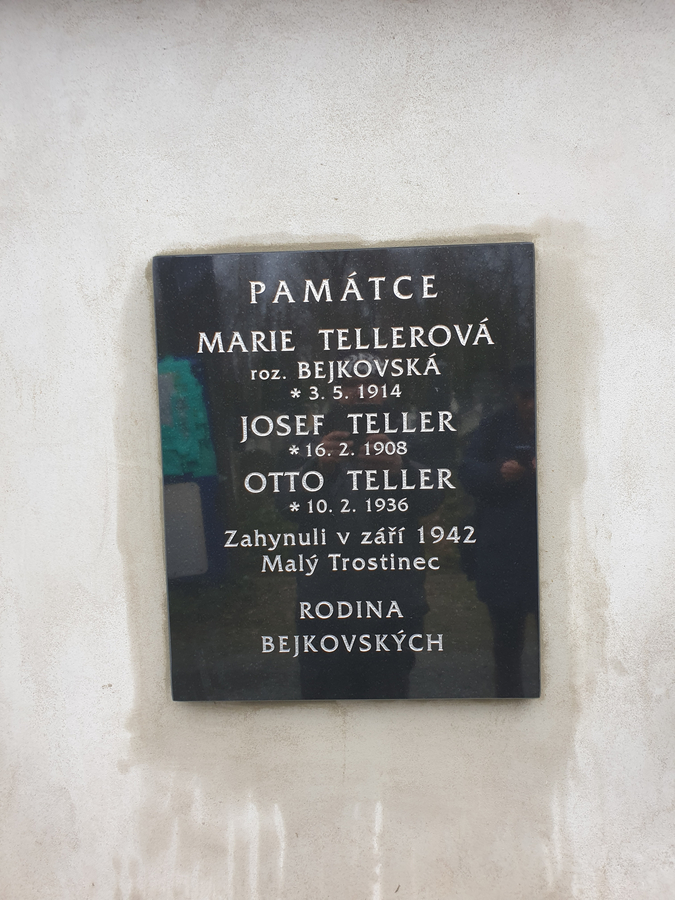 PAMÁTCE
MARIE TELLEROVÁ
roz. BEJKOVSKÁ
* 3. 5. 1914
JOSEF TELLER
* 16. 2. 1908
OTTO TELLER
* 10. 2. 1936
Zahynuli v září 1942
Malý Trostinec
RODINA
BEJKOVSKÝCH